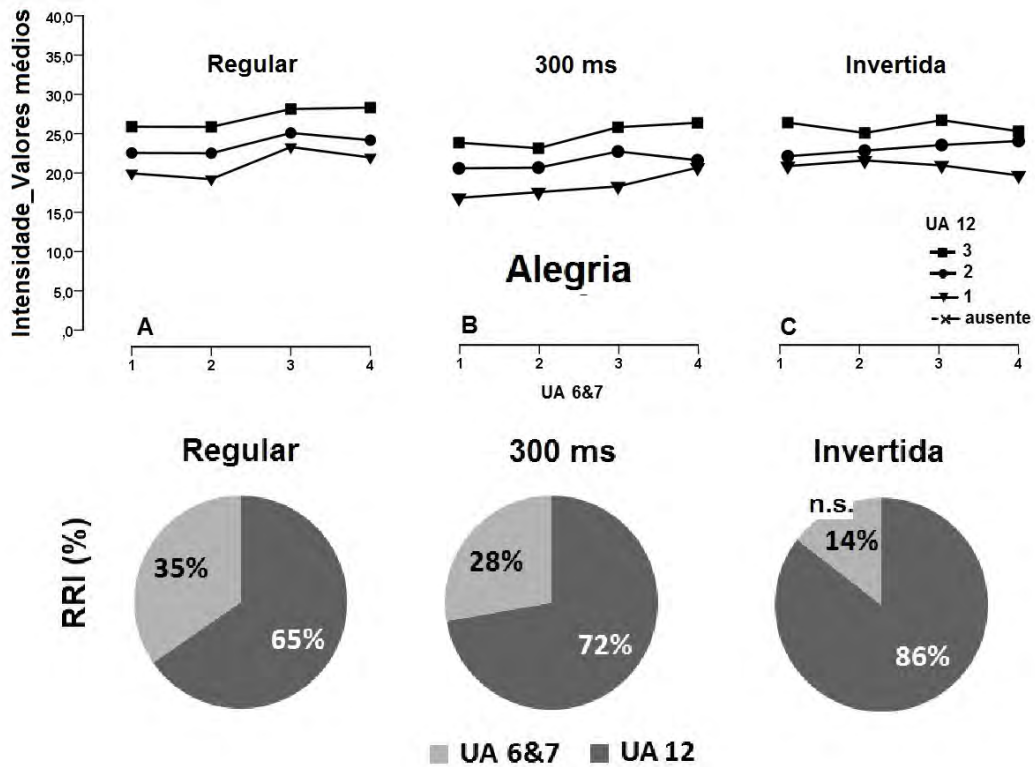 Intensidade_Valores médios
40,0
35,0
30,0
25,0
20,0
15,0
10,0
5,0
,0
Regular
300 ms
Invertida
Alegria
UA 12
3
2
1
ausente
A
B
C
1 2 3 4
1 2 3 4
1 2 3 4
UA 6&7
Regular
300 ms
Invertida
RRI (%)
35%
65%
28%
72%
n.s.
14%
86%
UA 6&7
UA 12